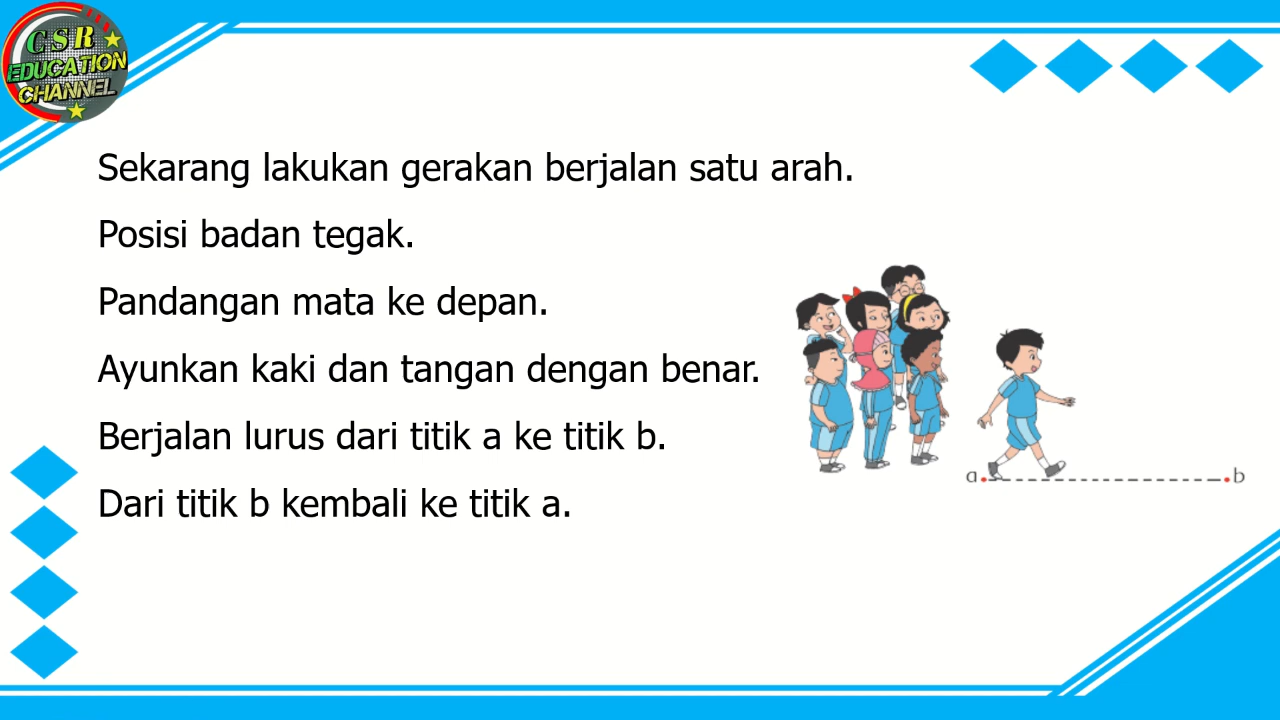 CSR
EDUCATION
CHANNEL
Sekarang lakukan gerakan berjalan satu arah.
Posisi badan tegak.
Pandangan mata ke depan.
Ayunkan kaki dan tangan dengan benar.
Berjalan lurus dari titik a ke titik b.
Dari titik b kembali ke titik a.
a b